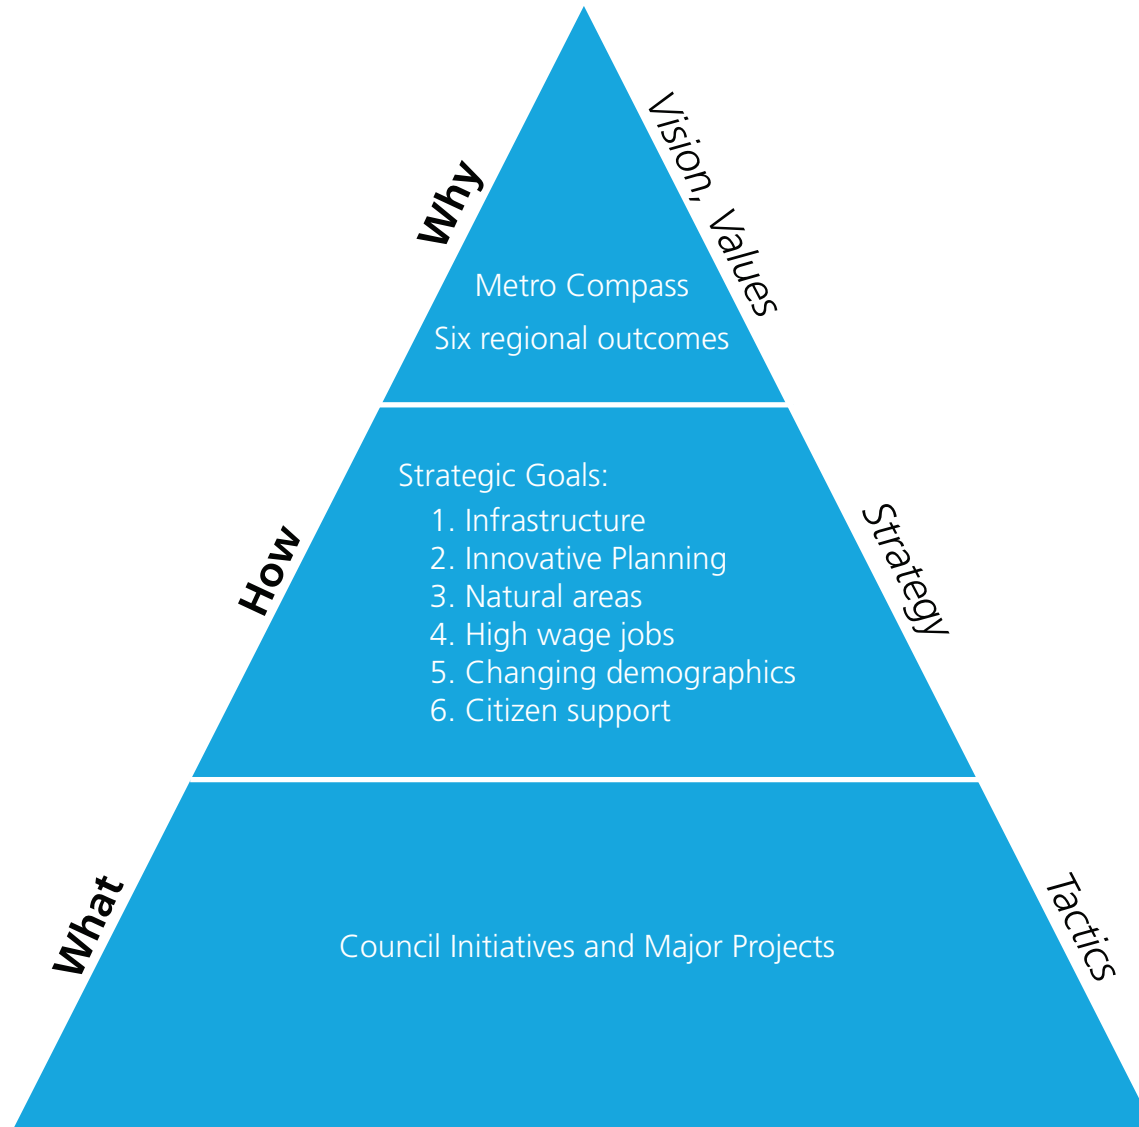 Why
Vision, Values
Metro Compass
Six regional outcomes
How
Strategy
Strategic Goals:
1. Infrastructure
2. Innovative Planning
3. Natural areas
4. High wage jobs
5. Changing demographics
6. Citizen support
What
Tactics
Council Initiatives and Major Projects